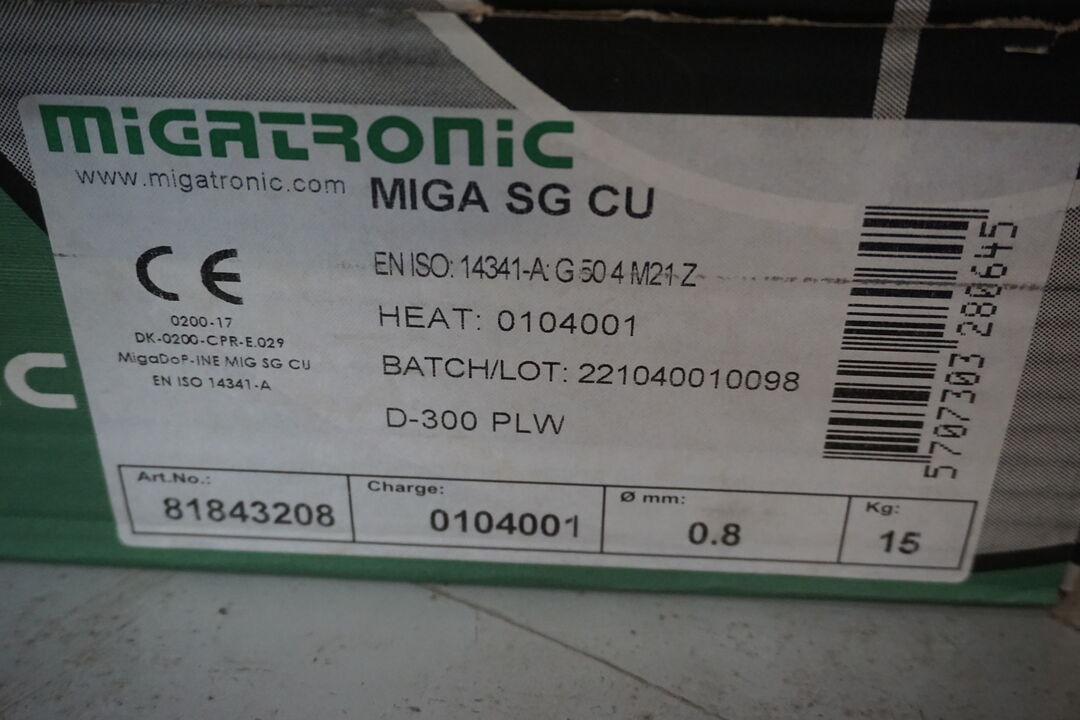 MIGATRONIC
www.migatronic.com
MIGA SG CU
EN ISO: 14341-A: G 50 4 M21 Z
HEAT: 0104001
BATCH/LOT: 221040010098
D-300 PLW
CE
0200-17
DK-0200-CPR-E.029
MigaDoP-INE MIG SG CU
EN ISO 14341-A
5707303280645
Art.No.:
81843208
Charge:
0104001
Ø mm:
0.8
Kg:
15
C